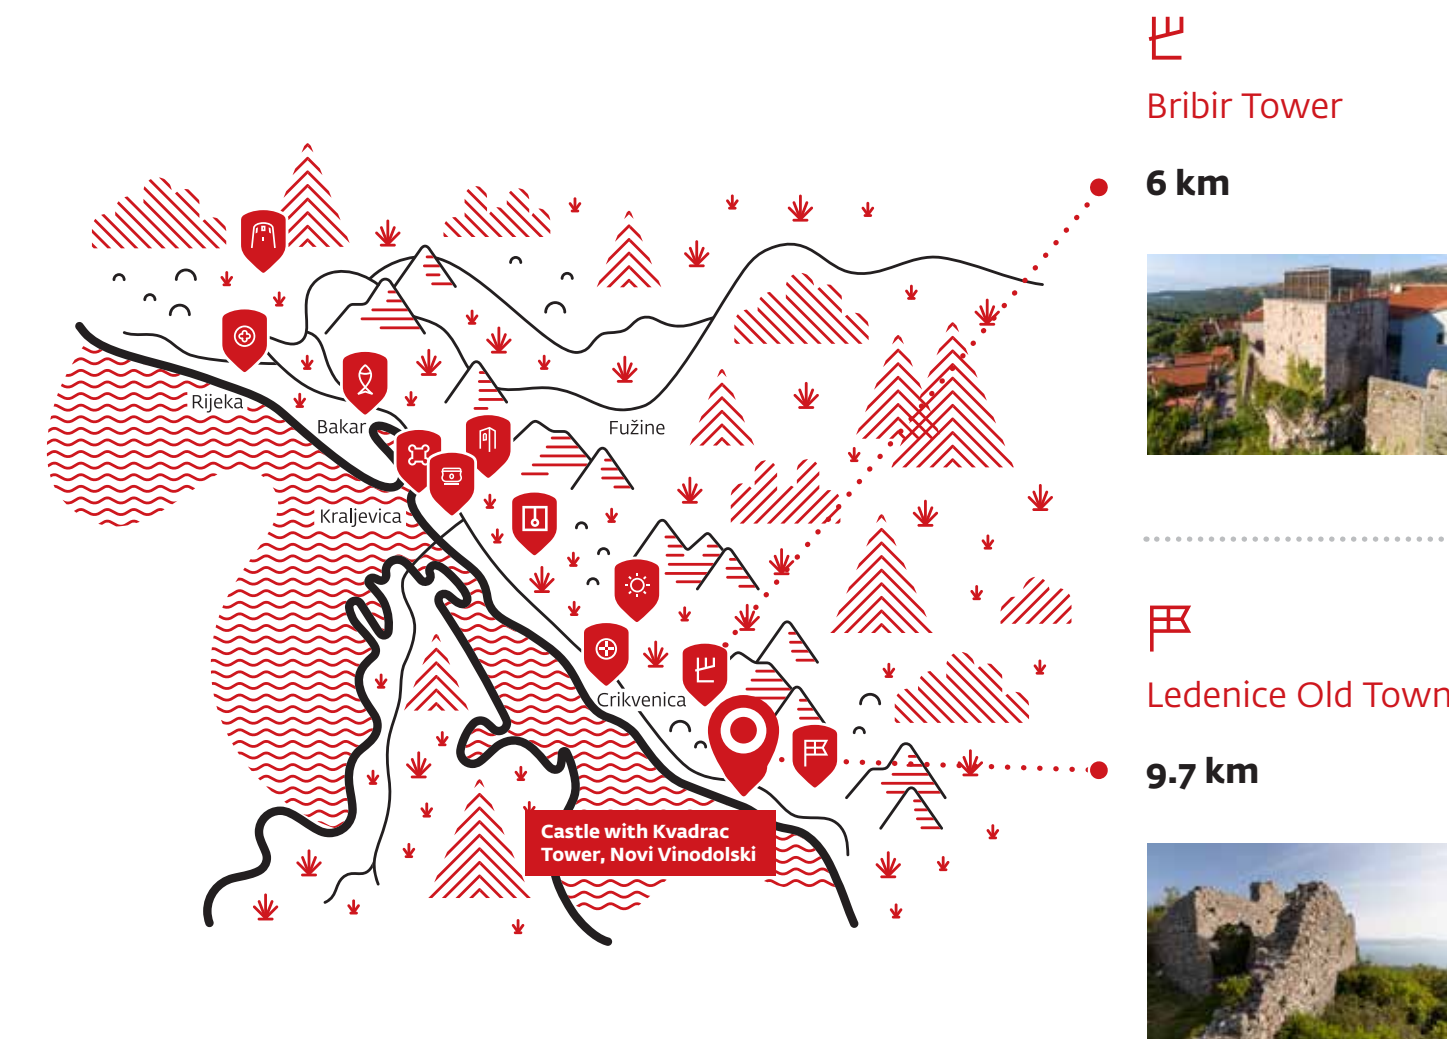 Bribir Tower
6 km
Rijeka
Bakar
Fužine
Kraljevica
Crikvenica
Ledenice Old Town
9.7 km
Castle with Kvadrac
Tower, Novi Vinodolski